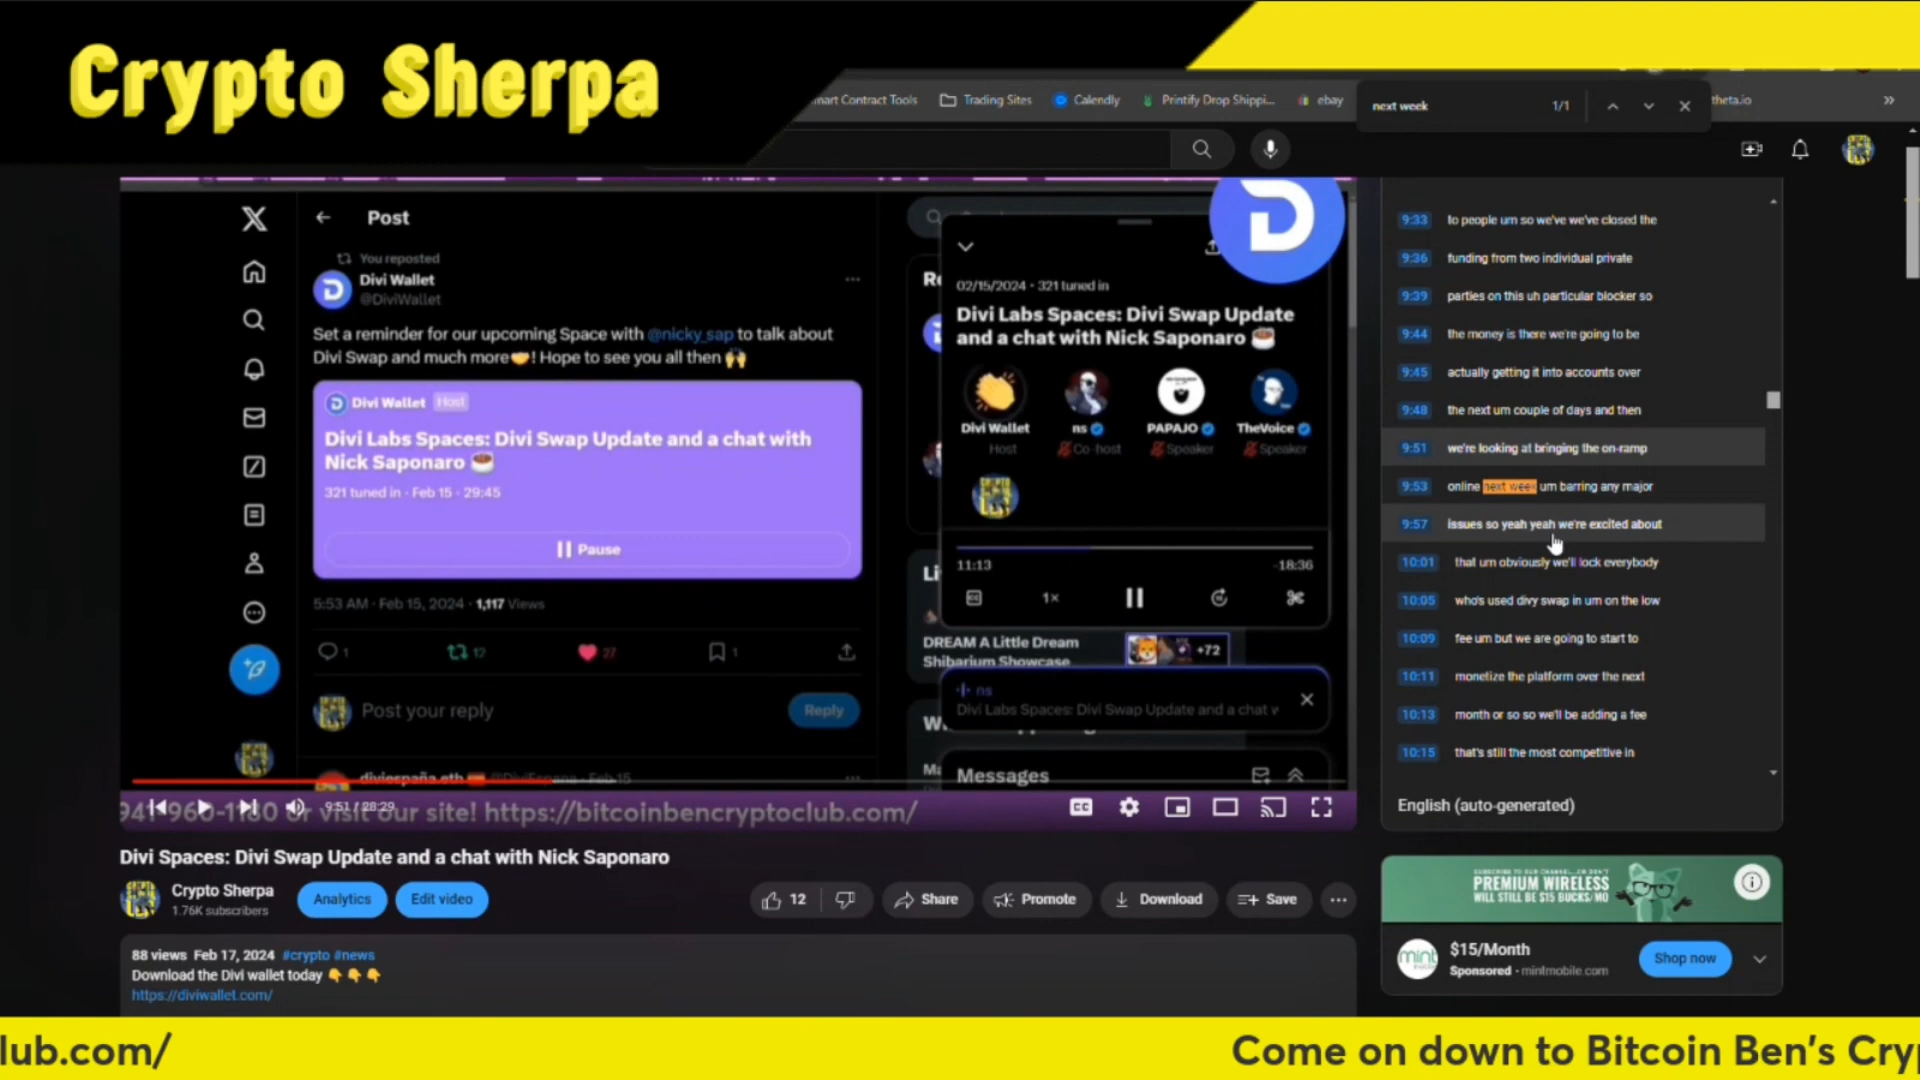 Crypto Sherpa
mart Contract Tools
Trading Sites
Calendly
Printify Drop Shippi...
ebay
next week
1/1
theta.io
Post
You reposted
Divi Wallet
@DiviWallet
Set a reminder for our upcoming Space with @nicky_sap to talk about
Divi Swap and much more! Hope to see you all then
Divi Wallet Host
Divi Labs Spaces: Divi Swap Update and a chat with
Nick Saponaro
321 tuned in · Feb 15 · 29:45
Pause
5:53 AM · Feb 15, 2024 · 1,117 Views
1
12
27
1
Post your reply
Reply
diviespaña.eth @DiviEspana · Feb 15
02/15/2024 · 321 tuned in
Divi Labs Spaces: Divi Swap Update
and a chat with Nick Saponaro
Divi Wallet
ns
PAPAJO
TheVoice
Host
Co-host
Speaker
Speaker
11:13
-18:36
1×
DREAM A Little Dream
Shibarium Showcase
+72
ns
Divi Labs Spaces: Divi Swap Update and a chat w
Messages
9:51 / 28:29
941-960-1180 or visit our site! https://bitcoinbencryptoclub.com/
9:33 to people um so we've we've closed the
9:36 funding from two individual private
9:39 parties on this uh particular blocker so
9:44 the money is there we're going to be
9:45 actually getting it into accounts over
9:48 the next um couple of days and then
9:51 we're looking at bringing the on-ramp
9:53 online next week um barring any major
9:57 issues so yeah yeah we're excited about
10:01 that um obviously we'll lock everybody
10:05 who's used divy swap in um on the low
10:09 fee um but we are going to start to
10:11 monetize the platform over the next
10:13 month or so so we'll be adding a fee
10:15 that's still the most competitive in
English (auto-generated)
Divi Spaces: Divi Swap Update and a chat with Nick Saponaro
Crypto Sherpa
1.76K subscribers
Analytics
Edit video
12
Share
Promote
Download
Save
88 views Feb 17, 2024 #crypto #news
Download the Divi wallet today
https://diviwallet.com/
PREMIUM WIRELESS
WILL STILL BE $15 BUCKS/MO
mint
$15/Month
Sponsored · mintmobile.com
Shop now
lub.com/
Come on down to Bitcoin Ben's Cry